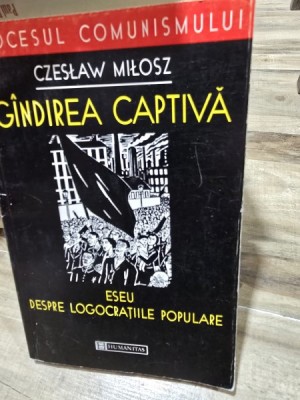 OCESUL COMUNISMULUI
CZESŁAW MIŁOSZ
GÎNDIREA CAPTIVĂ
ESEU
DESPRE LOGOCRAȚIILE POPULARE
HUMANITAS